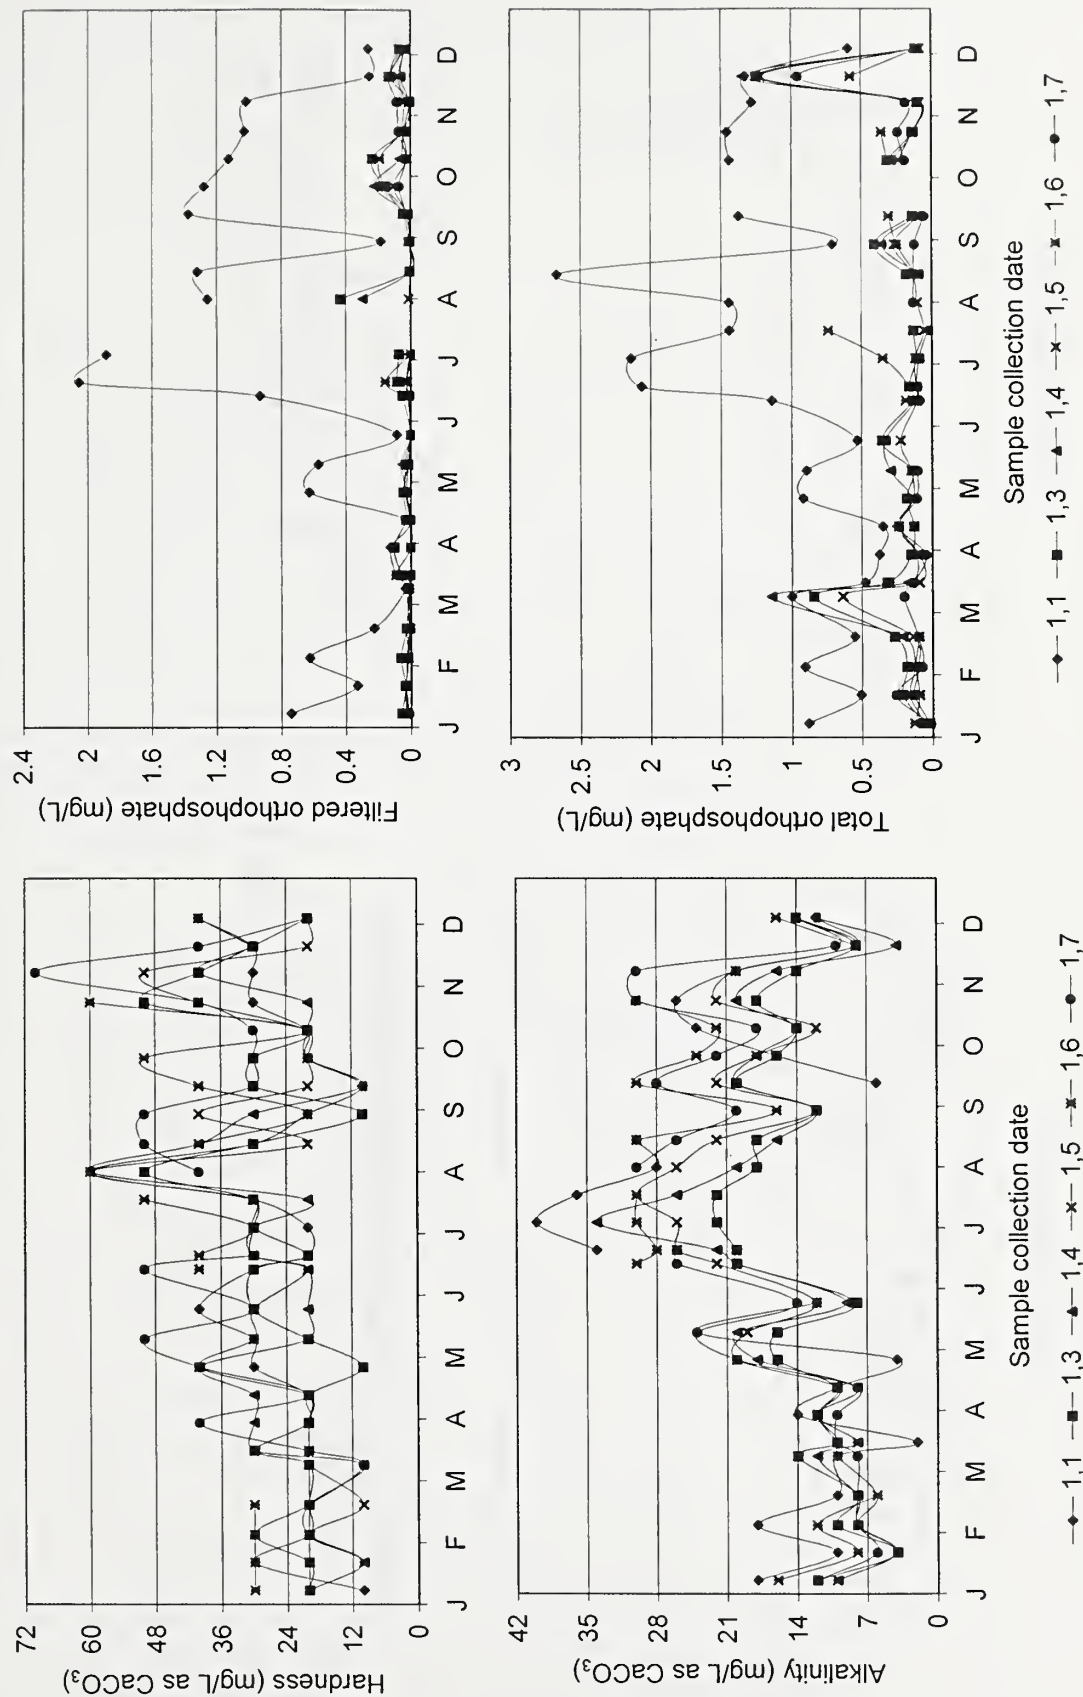 72
60
48
36
24
12
0
Hardness (mg/L as CaCO₃)
J F M A M J J A S O N D
2.4
2
1.6
1.2
0.8
0.4
0
Filtered orthophosphate (mg/L)
J F M A M J J A S O N D
42
35
28
21
14
7
0
Alkalinity (mg/L as CaCO₃)
J F M A M J J A S O N D
Sample collection date
1,1 1,3 1,4 1,5 1,6 1,7
3
2.5
2
1.5
1
0.5
0
Total orthophosphate (mg/L)
J F M A M J J A S O N D
Sample collection date
1,1 1,3 1,4 1,5 1,6 1,7